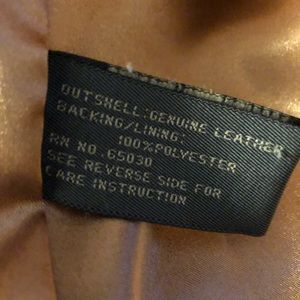 OUTSHELL:GENUINE LEATHER
BACKING/LINING:
100%POLYESTER
RN NO.65030
SEE REVERSE SIDE FOR
CARE INSTRUCTION